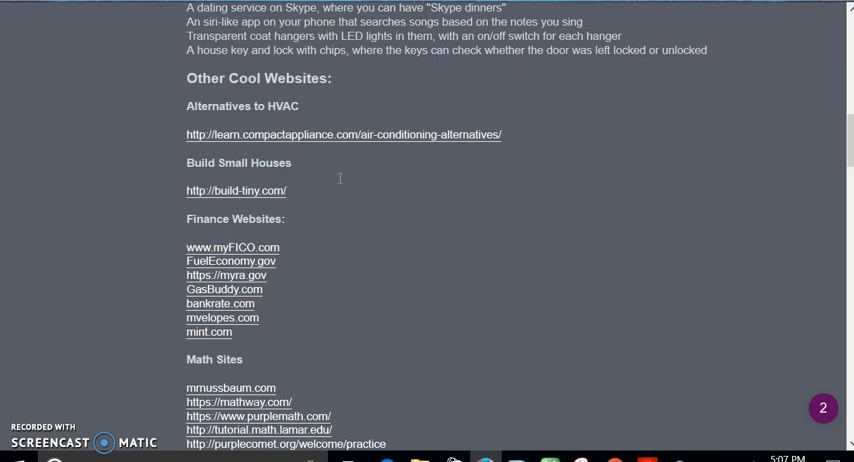 A dating service on Skype, where you can have "Skype dinners"
An siri-like app on your phone that searches songs based on the notes you sing
Transparent coat hangers with LED lights in them, with an on/off switch for each hanger
A house key and lock with chips, where the keys can check whether the door was left locked or unlocked
Other Cool Websites:
Alternatives to HVAC
http://learn.compactappliance.com/air-conditioning-alternatives/
Build Small Houses
http://build-tiny.com/
Finance Websites:
www.myFICO.com
FuelEconomy.gov
https://myra.gov
GasBuddy.com
bankrate.com
mvelopes.com
mint.com
Math Sites
mrnussbaum.com
https://mathway.com/
https://www.purplemath.com/
http://tutorial.math.lamar.edu/
http://purplecomet.org/welcome/practice
2
RECORDED WITH
SCREENCAST MATIC
5:07 PM